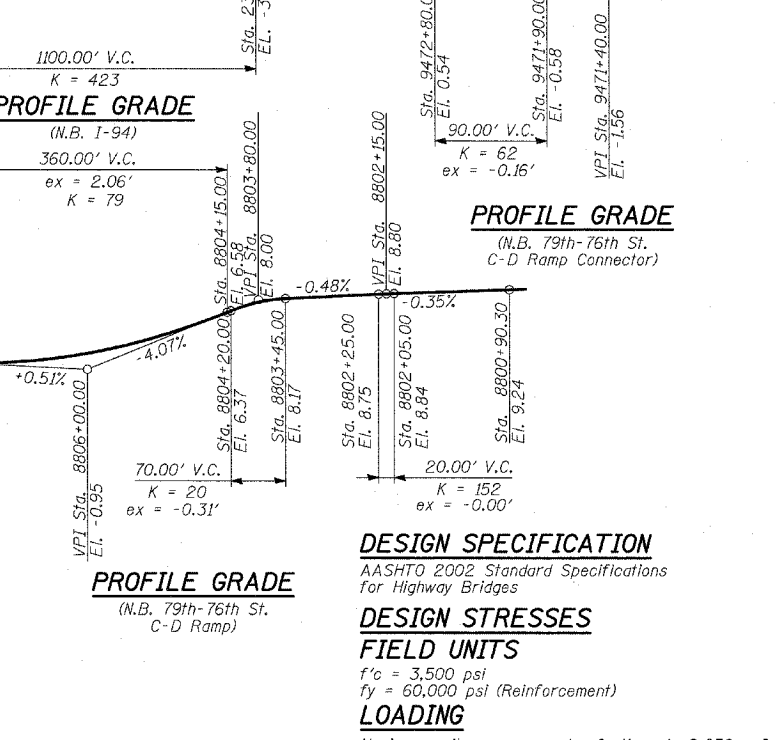 Sta. 23
EL. -3
1100.00' V.C.
K = 423
PROFILE GRADE
(N.B. I-94)
360.00' V.C.
ex = 2.06'
K = 79
Sta. 9472+80.0
El. 0.54
Sta. 9471+90.00
El. -0.58
VPI Sta. 9471+40.00
El. -1.56
90.00' V.C.
K = 62
ex = -0.16'
PROFILE GRADE
(N.B. 79th-76th St.
C-D Ramp Connector)
Sta. 8804+15.00
El. 6.58
VPI Sta. 8803+80.00
El. 8.00
VPI Sta. 8802+15.00
El. 8.80
-0.48%
-0.35%
-4.07%
+0.51%
Sta. 8804+20.00
El. 6.37
Sta. 8803+45.00
El. 8.17
Sta. 8802+25.00
El. 8.75
Sta. 8802+05.00
El. 8.84
Sta. 8800+90.30
El. 9.24
VPI Sta. 8806+00.00
El. -0.95
70.00' V.C.
K = 20
ex = -0.31'
20.00' V.C.
K = 152
ex = -0.00'
PROFILE GRADE
(N.B. 79th-76th St.
C-D Ramp)
DESIGN SPECIFICATION
AASHTO 2002 Standard Specifications
for Highway Bridges
DESIGN STRESSES
FIELD UNITS
f'c = 3,500 psi
fy = 60,000 psi (Reinforcement)
LOADING